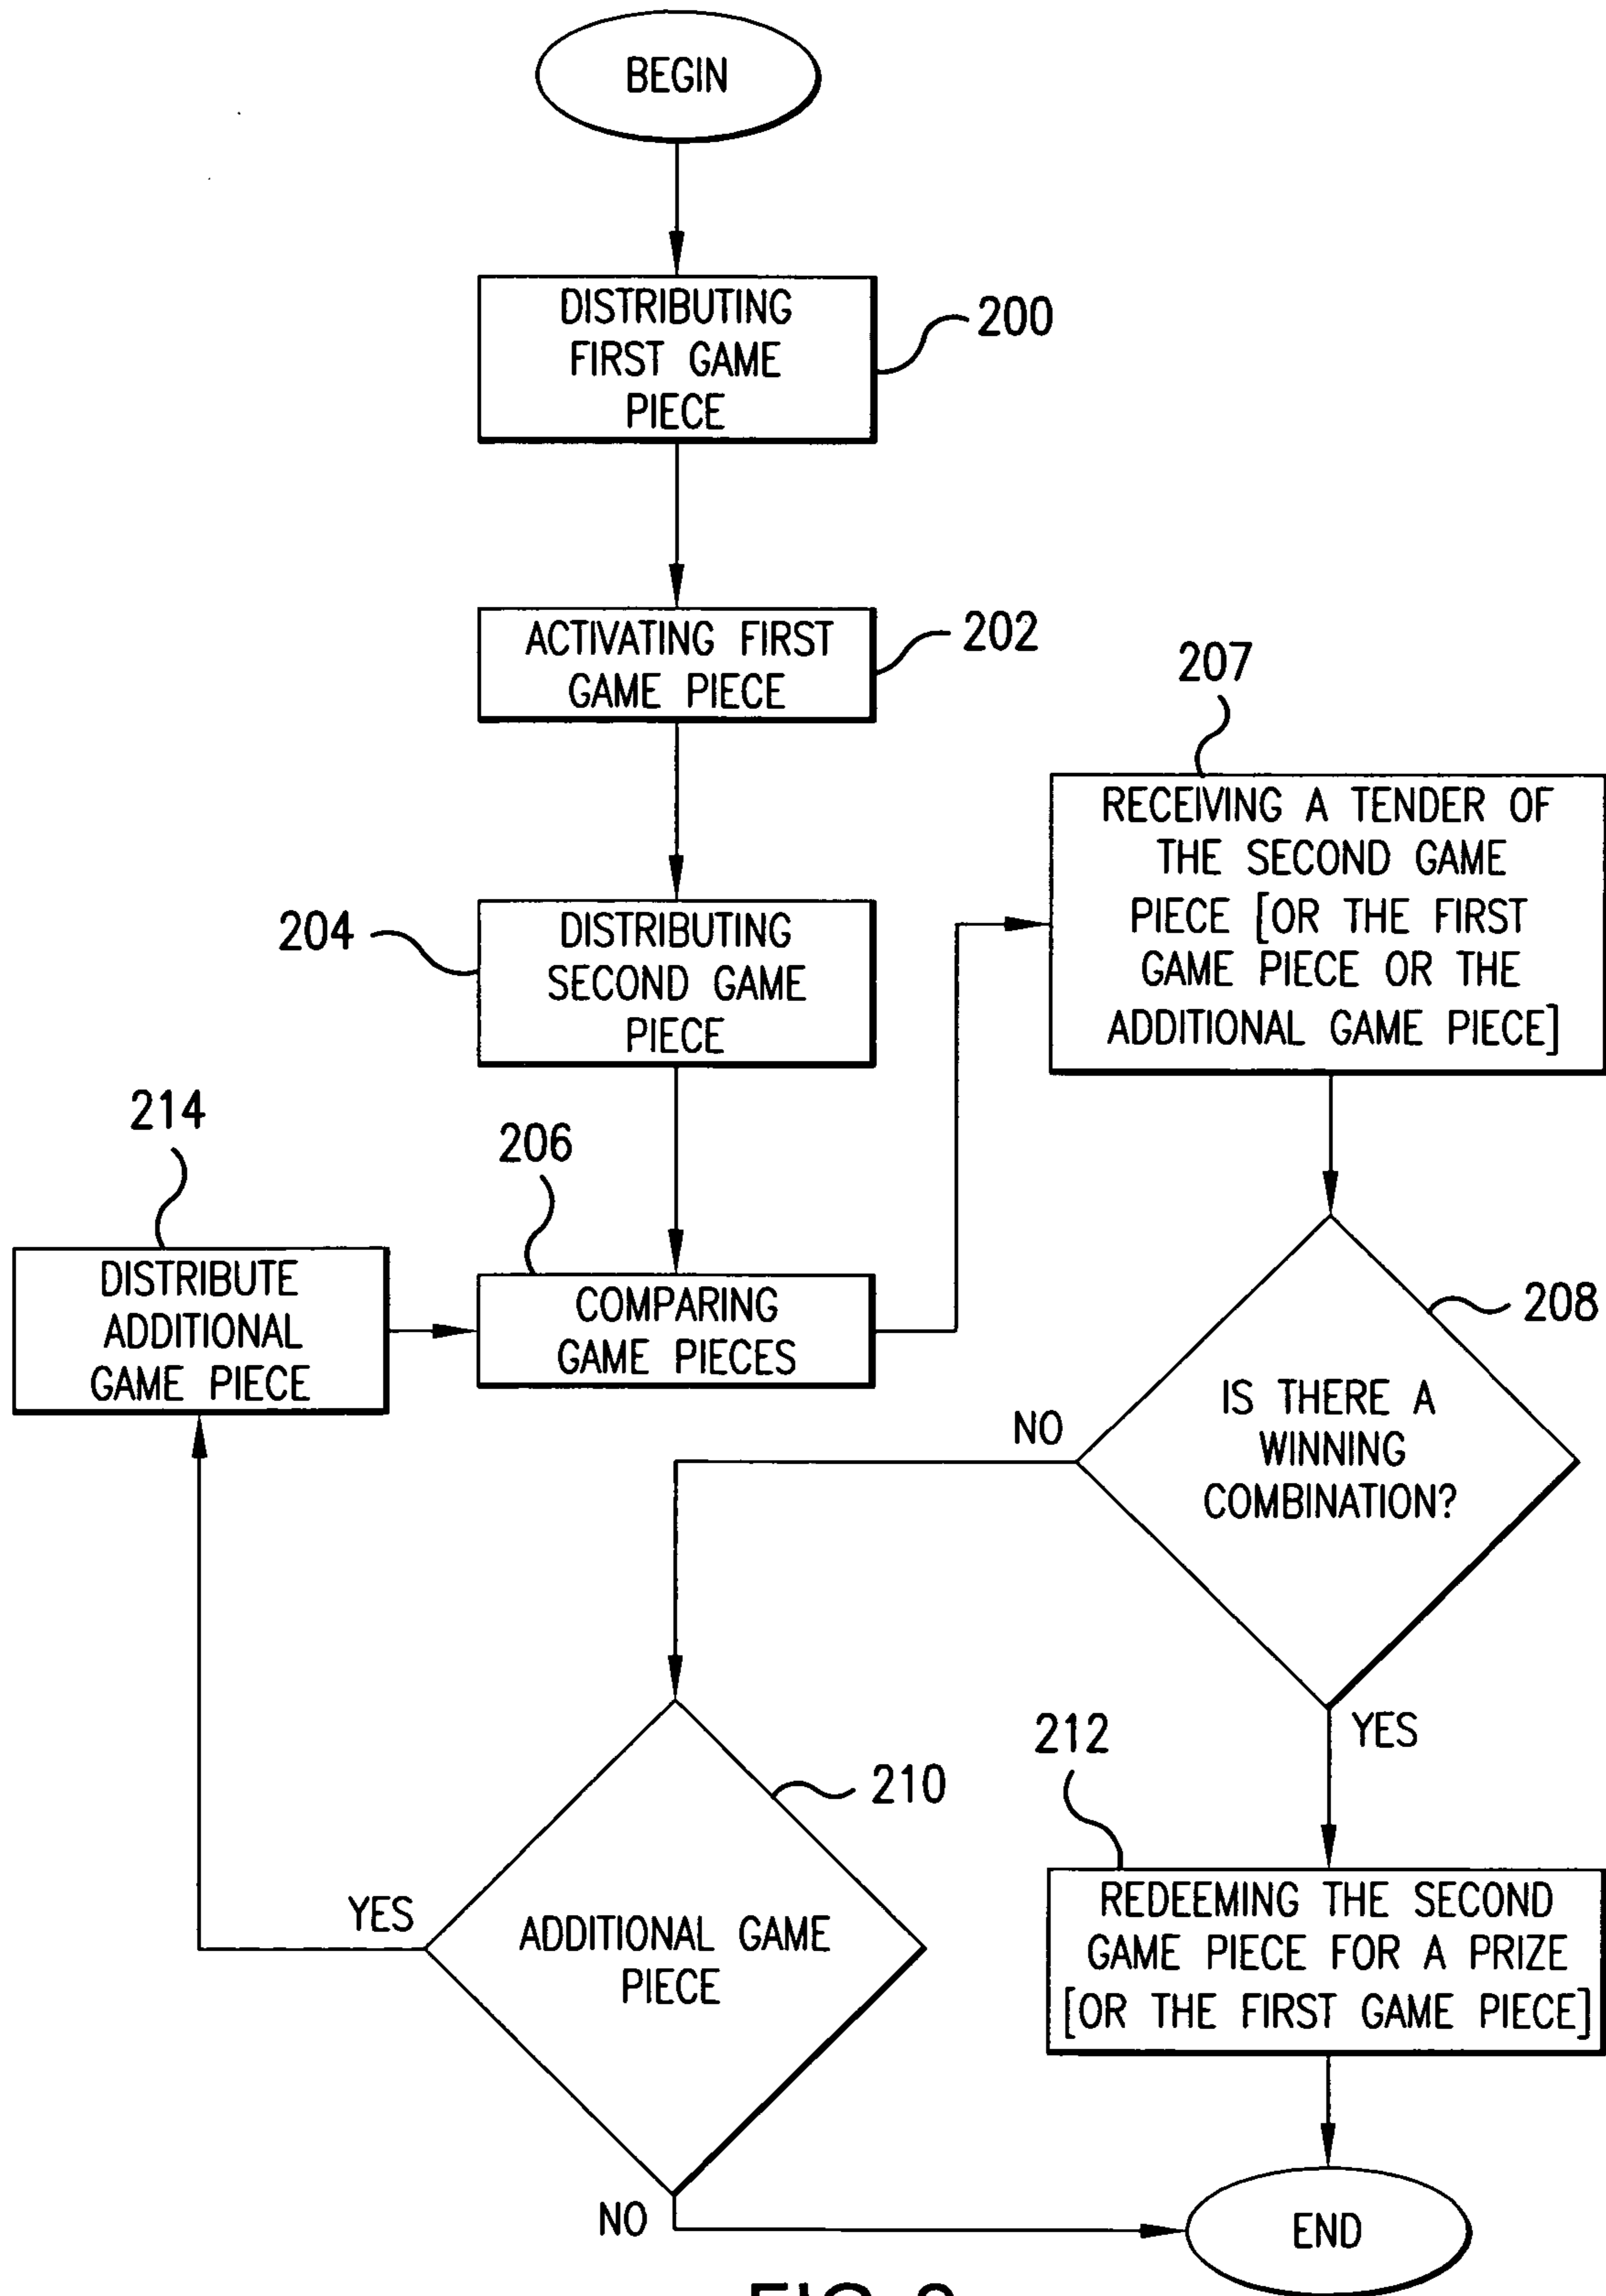 BEGIN
DISTRIBUTING
FIRST GAME
PIECE
200
ACTIVATING FIRST
GAME PIECE
202
207
RECEIVING A TENDER OF
THE SECOND GAME
PIECE [OR THE FIRST
GAME PIECE OR THE
ADDITIONAL GAME PIECE]
204
DISTRIBUTING
SECOND GAME
PIECE
214
206
DISTRIBUTE
ADDITIONAL
GAME PIECE
COMPARING
GAME PIECES
208
IS THERE A
WINNING
COMBINATION?
NO
YES
212
210
ADDITIONAL GAME
PIECE
YES
REDEEMING THE SECOND
GAME PIECE FOR A PRIZE
[OR THE FIRST GAME PIECE]
NO
END